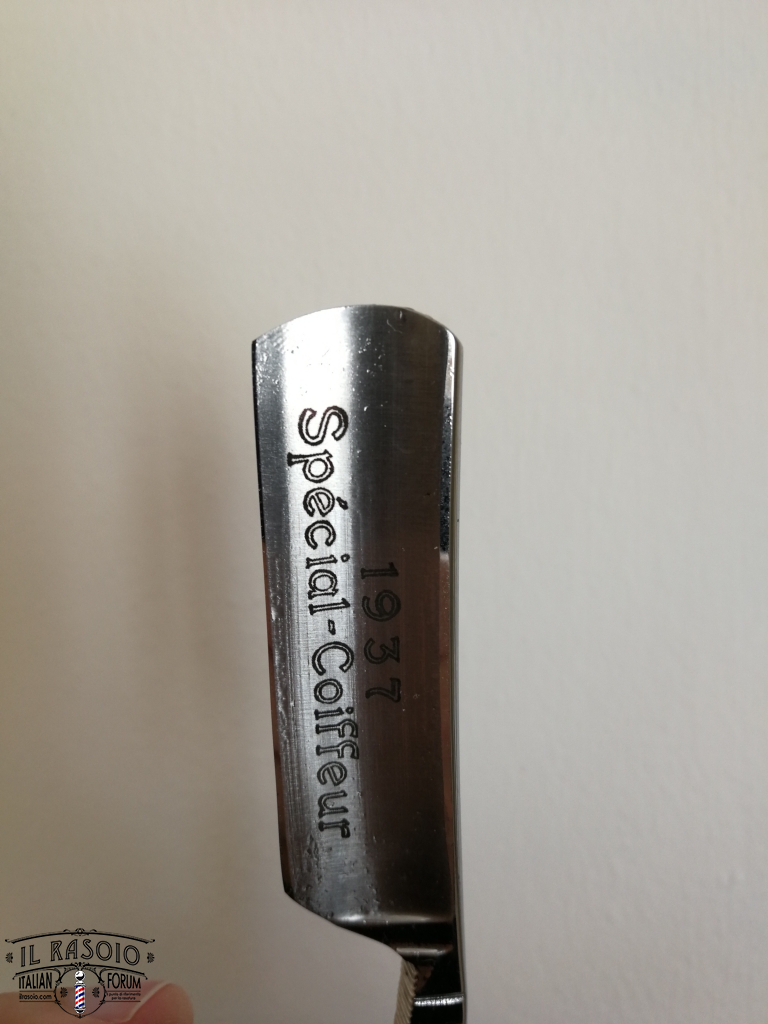 Spécial-Coiffeur
1937
IL RASOIO
ITALIAN FORUM
ilrasoio.com